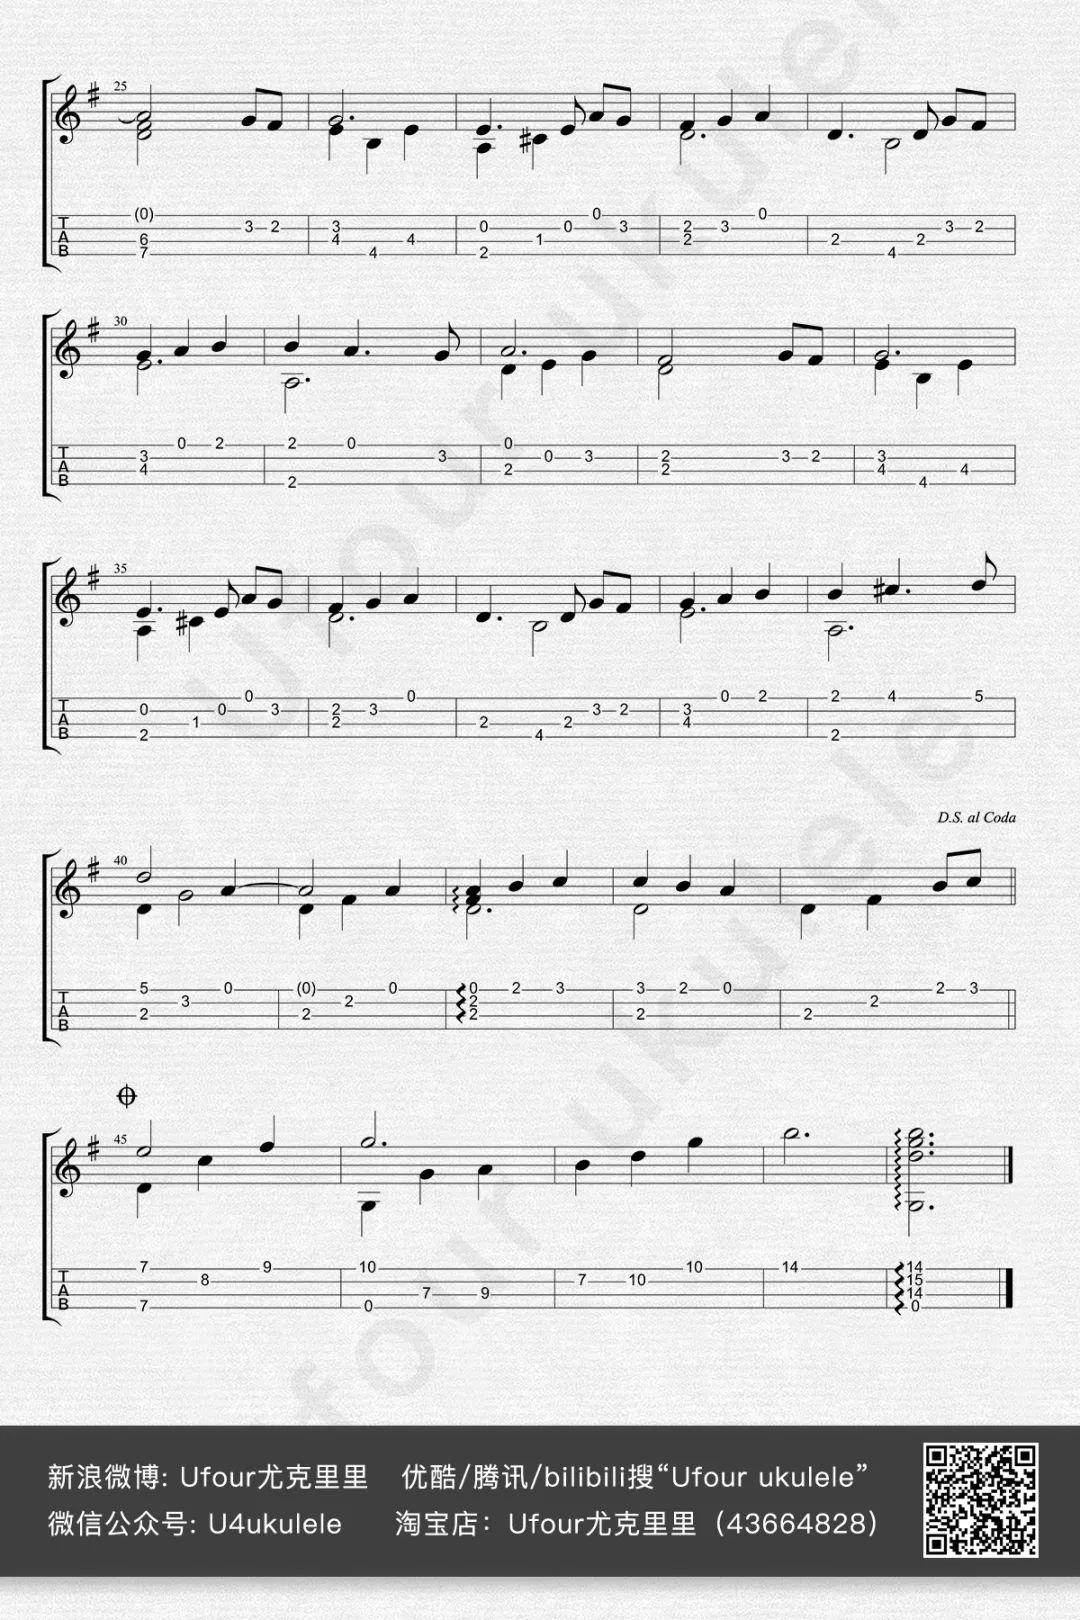 25
(0) 3 2 3 0 0 2 3 0 3 2
T A B
6 4 4 0 3 2 2 2
7 4 2 1 4
30
0 2 2 0 0
3 3 2 0 3 2 3 2 3
T A B
4 2 2 4 4
2 4
35
0 0 0 2 2 4 5
0 0 3 2 3 3 2 3
T A B
1 2 2 2 4
2 4 2
D.S. al Coda
40
5 0 (0) 0 0 2 3 3 2 0 2 3
3 2 2 2
T A B
2 2 2 2 2
45
7 9 10 10 14 14
8 7 10 15
T A B
7 9 14
7 0 0
Ufour ukulele
Ufour ukulele
新浪微博: Ufour尤克里里 优酷/腾讯/bilibili搜“Ufour ukulele”
微信公众号: U4ukulele 淘宝店：Ufour尤克里里（43664828）